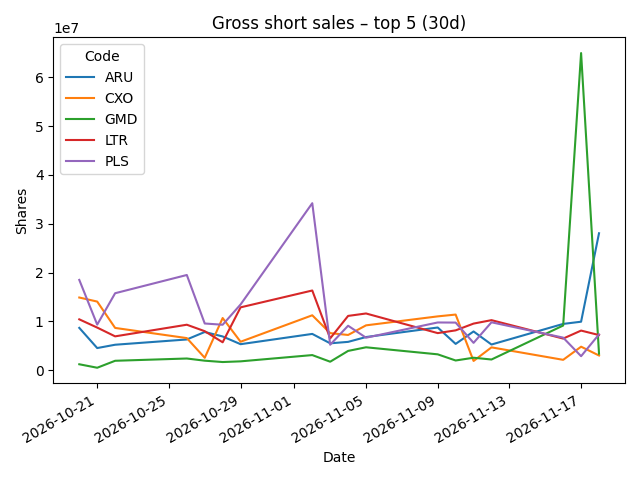 Gross short sales – top 5 (30d)
1e7
Code
ARU
CXO
GMD
LTR
PLS
Shares
6
5
4
3
2
1
0
2026-10-21
2026-10-25
2026-10-29
2026-11-01
2026-11-05
2026-11-09
2026-11-13
2026-11-17
Date